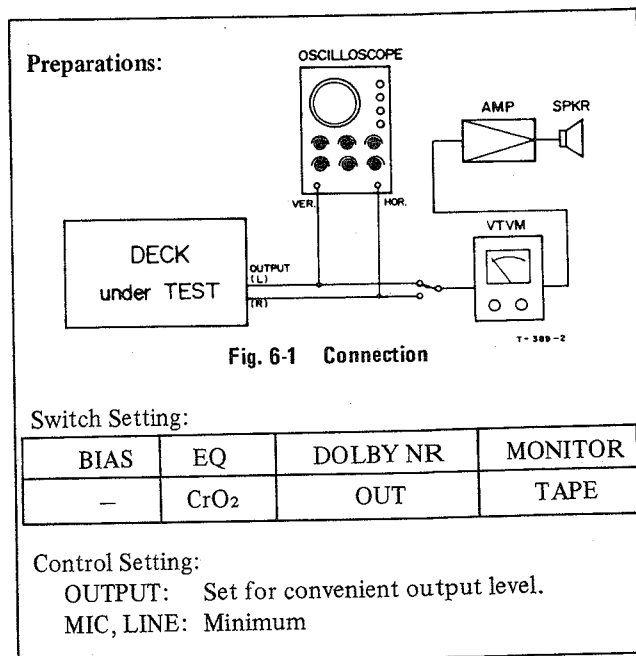 Preparations:
OSCILLOSCOPE
AMP SPKR
VER. HOR.
VTVM
DECK
under TEST
OUTPUT
(L)
(R)
T-389-2
Fig. 6-1 Connection
Switch Setting:
BIAS EQ DOLBY NR MONITOR
– CrO₂ OUT TAPE
Control Setting:
OUTPUT: Set for convenient output level.
MIC, LINE: Minimum